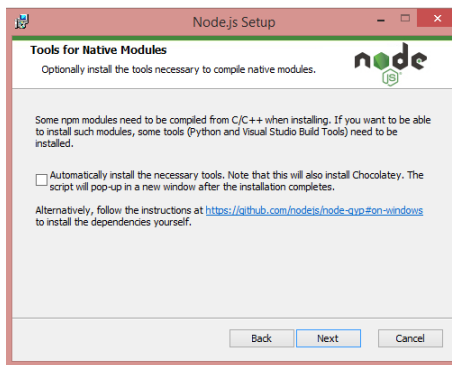 Node.js Setup
Tools for Native Modules
Optionally install the tools necessary to compile native modules.
node
JS
Some npm modules need to be compiled from C/C++ when installing. If you want to be able
to install such modules, some tools (Python and Visual Studio Build Tools) need to be
installed.
Automatically install the necessary tools. Note that this will also install Chocolatey. The
script will pop-up in a new window after the installation completes.
Alternatively, follow the instructions at https://github.com/nodejs/node-gyp#on-windows
to install the dependencies yourself.
Back Next Cancel